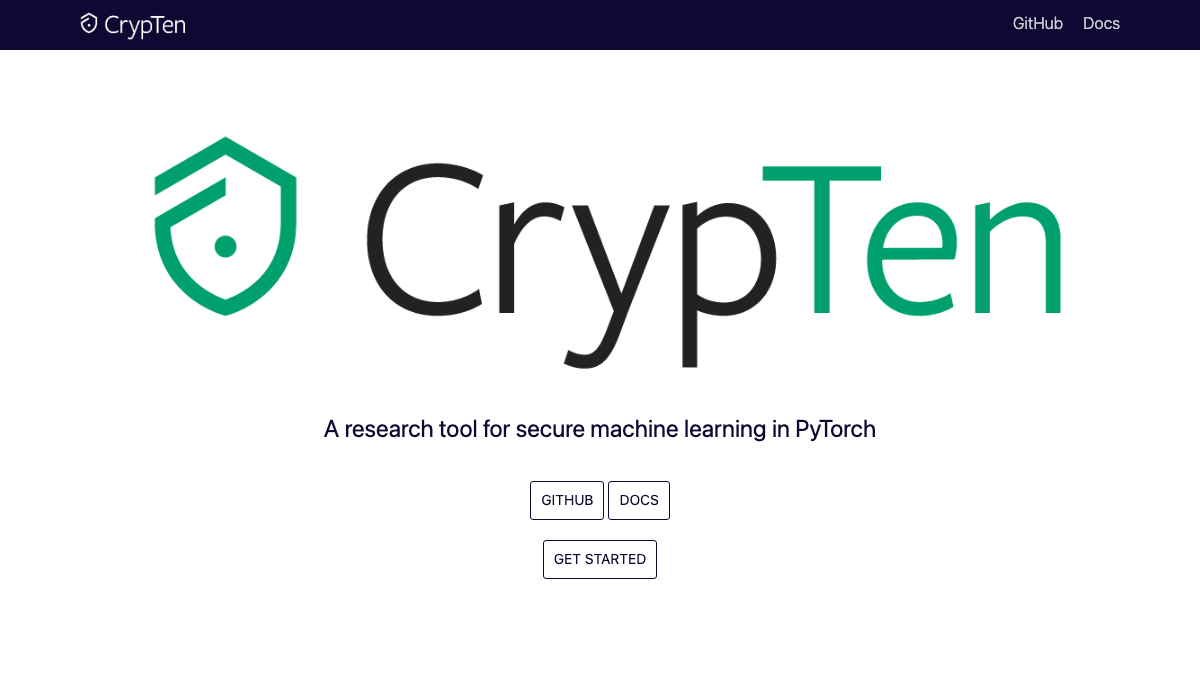 CrypTen GitHub Docs
CrypTen
A research tool for secure machine learning in PyTorch
GITHUB DOCS
GET STARTED